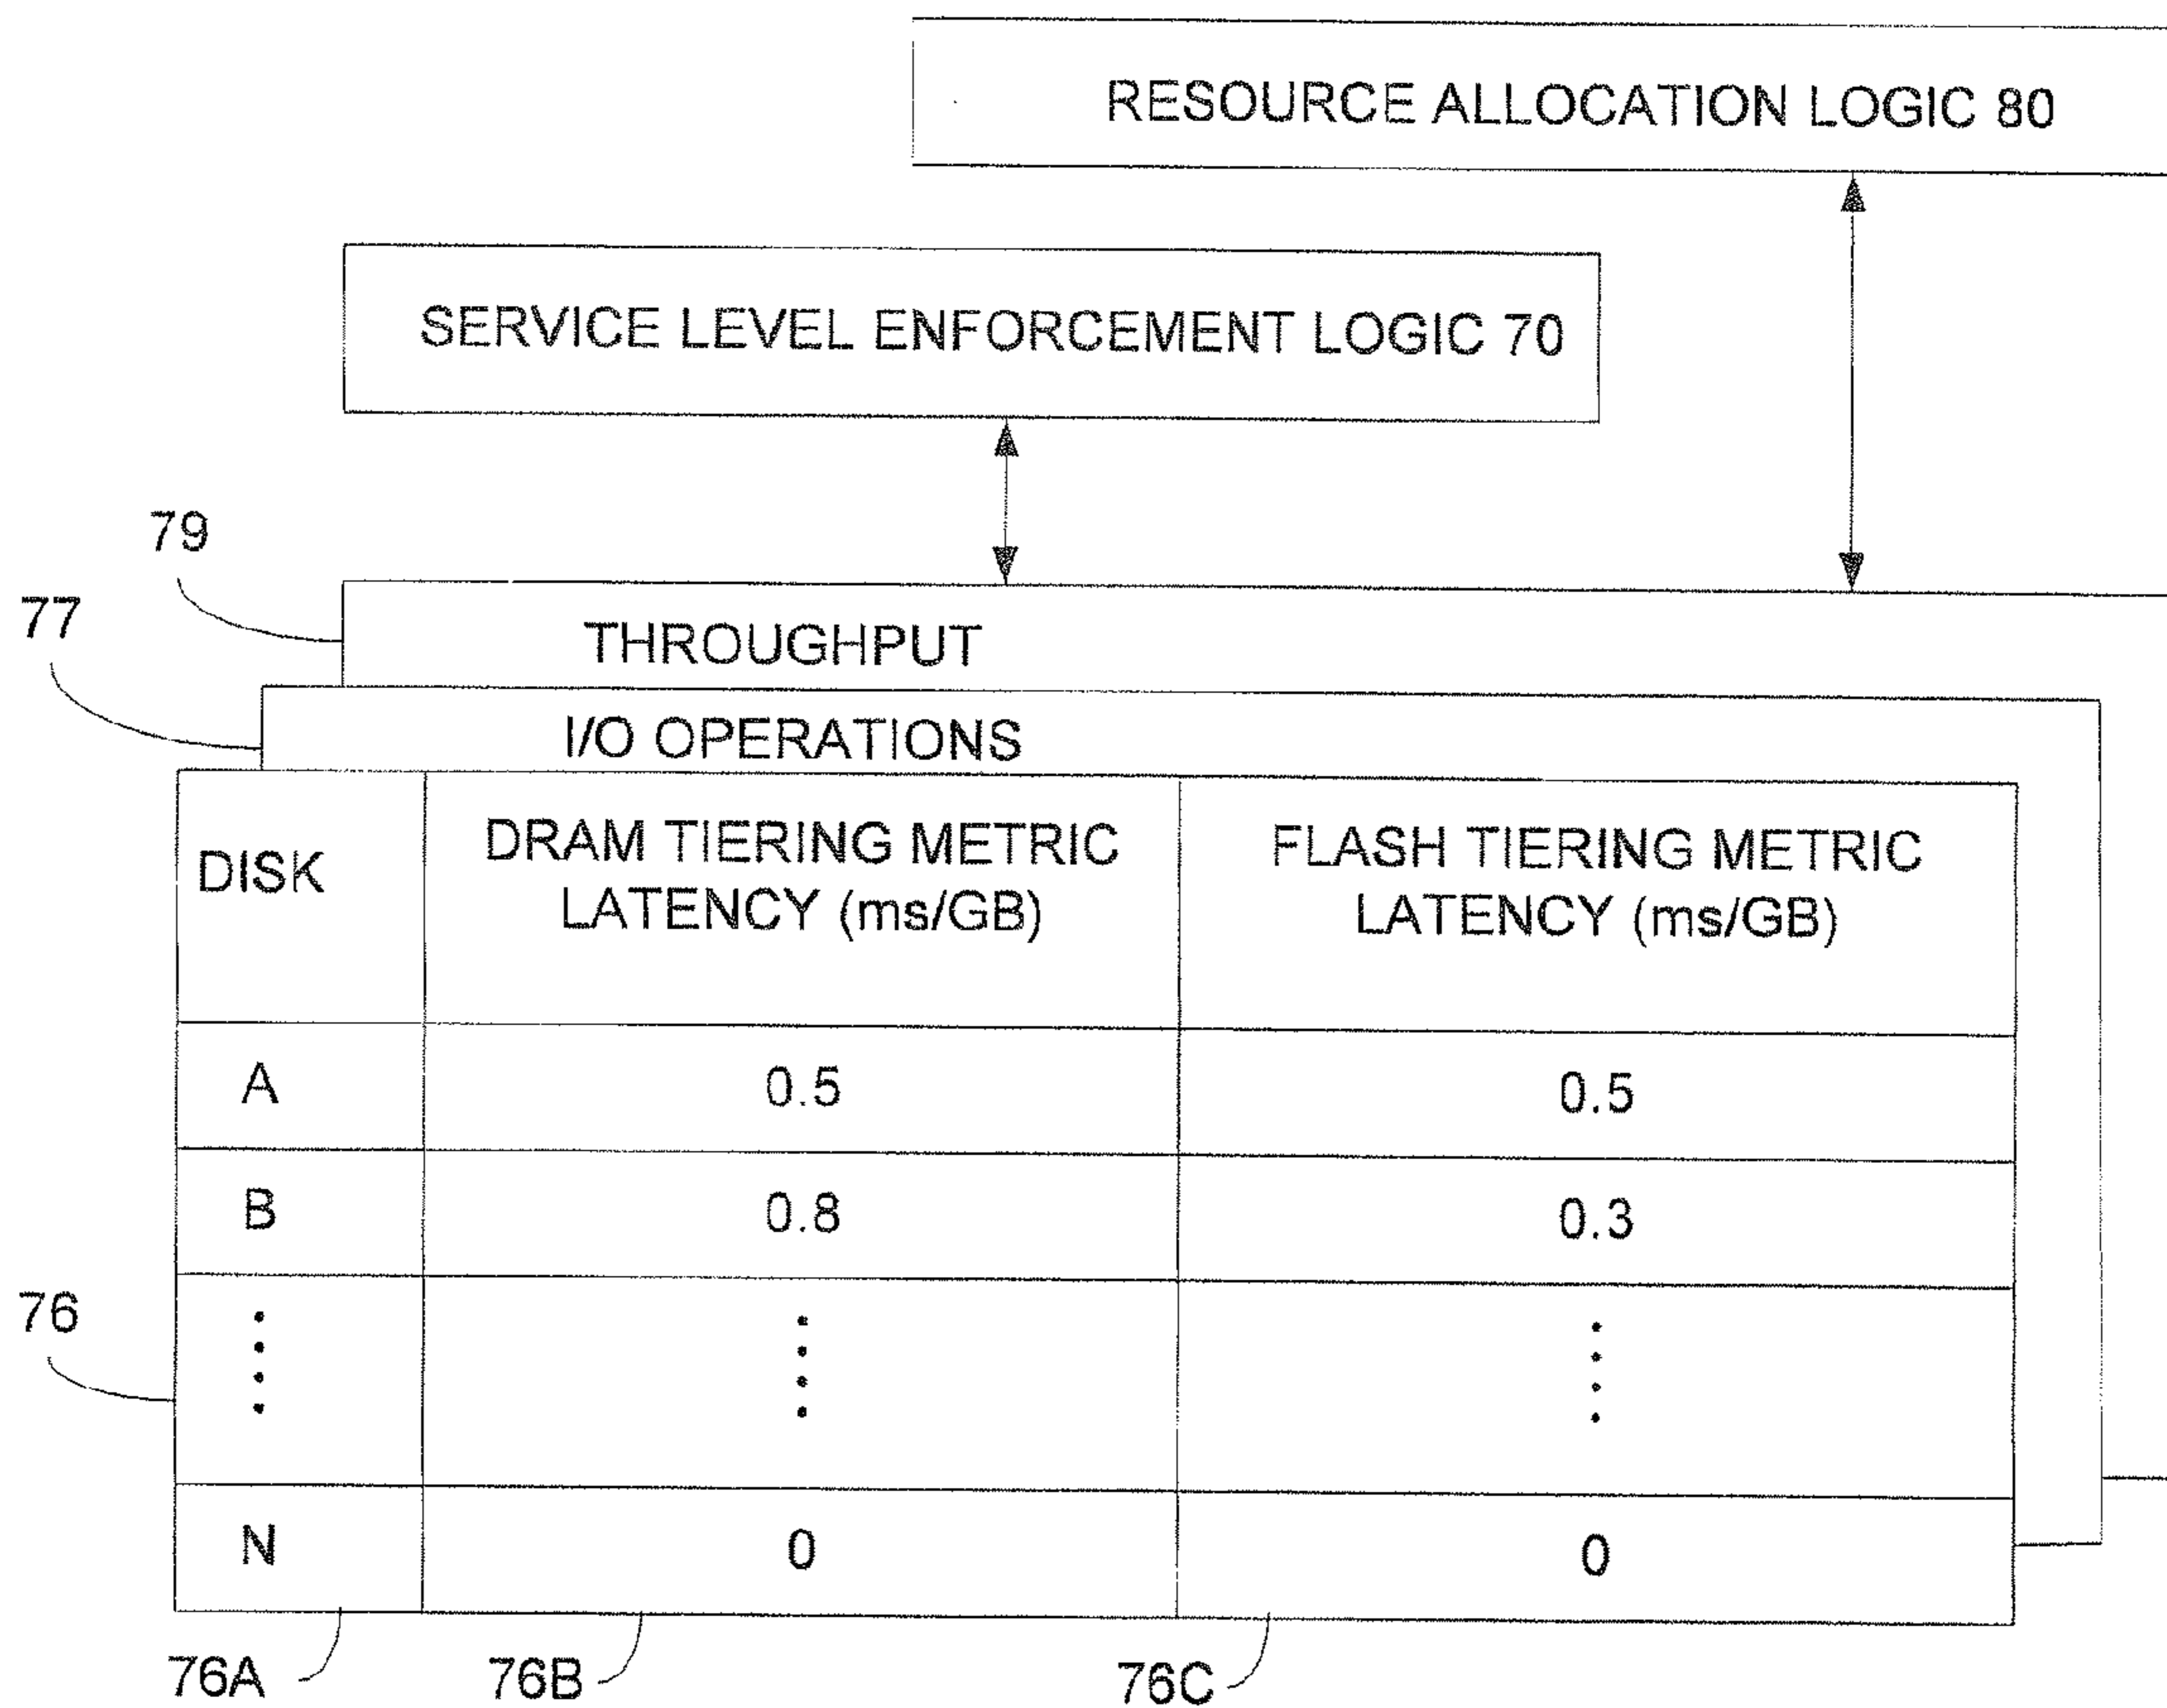 RESOURCE ALLOCATION LOGIC 80
SERVICE LEVEL ENFORCEMENT LOGIC 70
79
THROUGHPUT
77
I/O OPERATIONS
DISK
DRAM TIERING METRIC
LATENCY (ms/GB)
FLASH TIERING METRIC
LATENCY (ms/GB)
A
0.5
0.5
B
0.8
0.3
76
N
0
0
76A
76B
76C